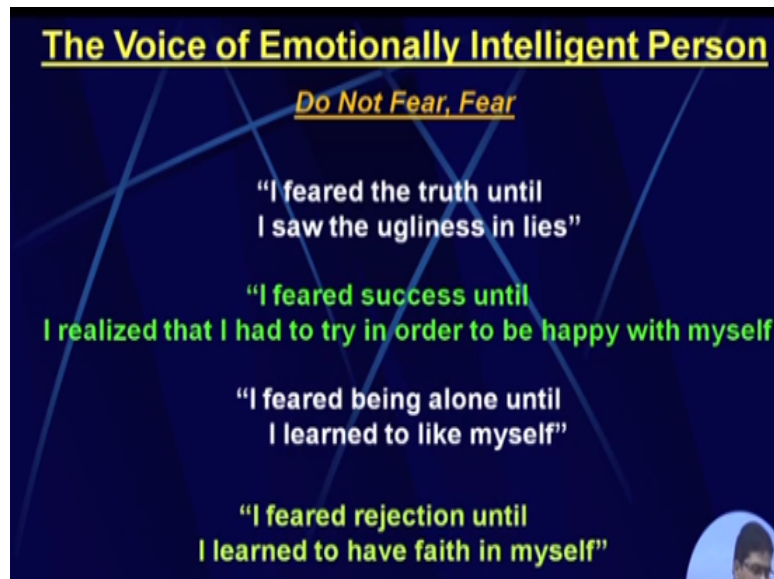 The Voice of Emotionally Intelligent Person
Do Not Fear, Fear
“I feared the truth until
I saw the ugliness in lies”
“I feared success until
I realized that I had to try in order to be happy with myself
“I feared being alone until
I learned to like myself”
“I feared rejection until
I learned to have faith in myself”